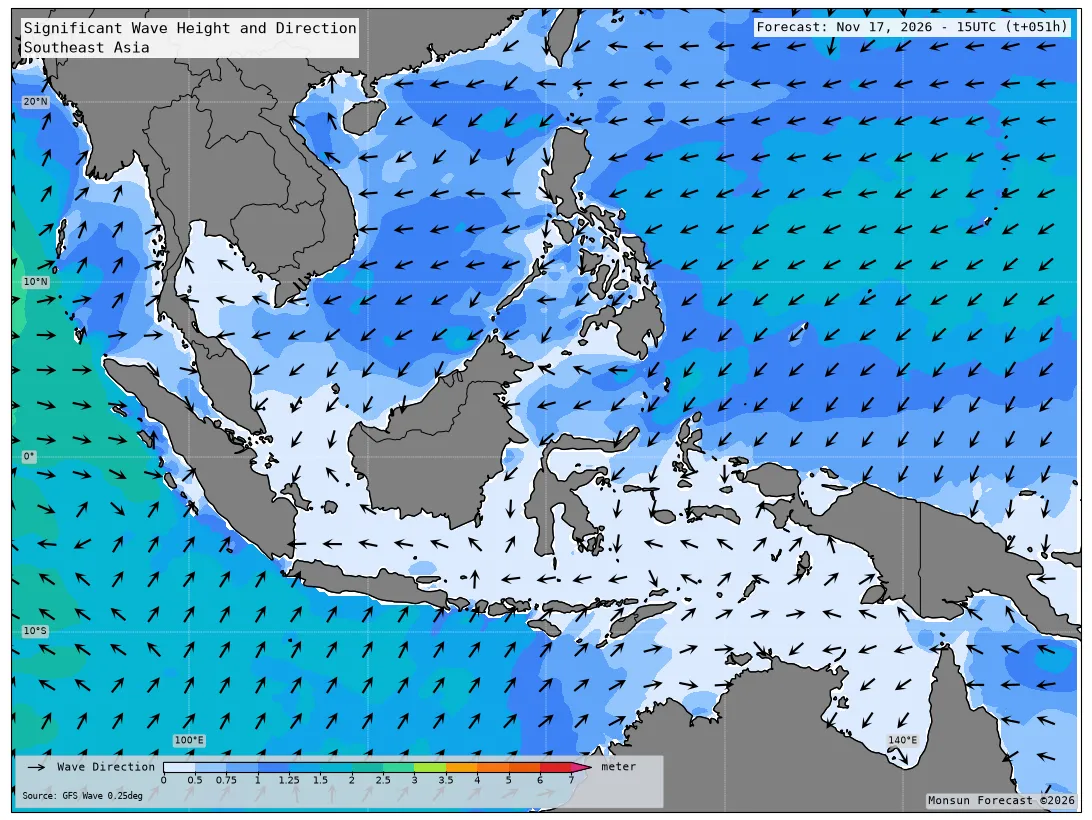 Significant Wave Height and Direction
Southeast Asia
Forecast: Nov 17, 2026 - 15UTC (t+051h)
20°N
10°N
0°
10°S
100°E
140°E
Wave Direction
meter
0 0.5 0.75 1 1.25 1.5 2 2.5 3 3.5 4 5 6 7
Source: GFS Wave 0.25deg
Monsun Forecast ©2026